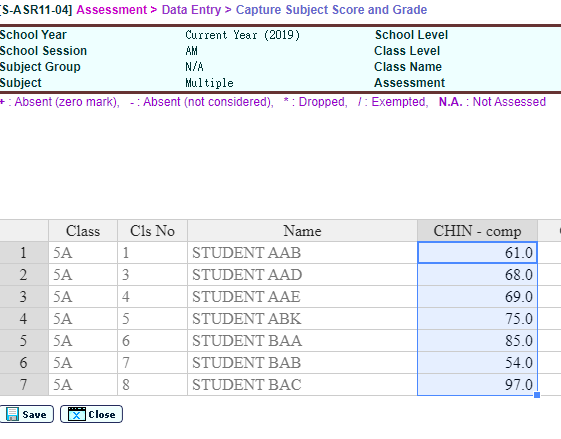 [S-ASR11-04] Assessment > Data Entry > Capture Subject Score and Grade
School Year Current Year (2019) School Level
School Session AM Class Level
Subject Group N/A Class Name
Subject Multiple Assessment
+ : Absent (zero mark), - : Absent (not considered), * : Dropped, / : Exempted, N.A. : Not Assessed
Class Cls No Name CHIN - comp
1 5A 1 STUDENT AAB 61.0
2 5A 3 STUDENT AAD 68.0
3 5A 4 STUDENT AAE 69.0
4 5A 5 STUDENT ABK 75.0
5 5A 6 STUDENT BAA 85.0
6 5A 7 STUDENT BAB 54.0
7 5A 8 STUDENT BAC 97.0
Save Close